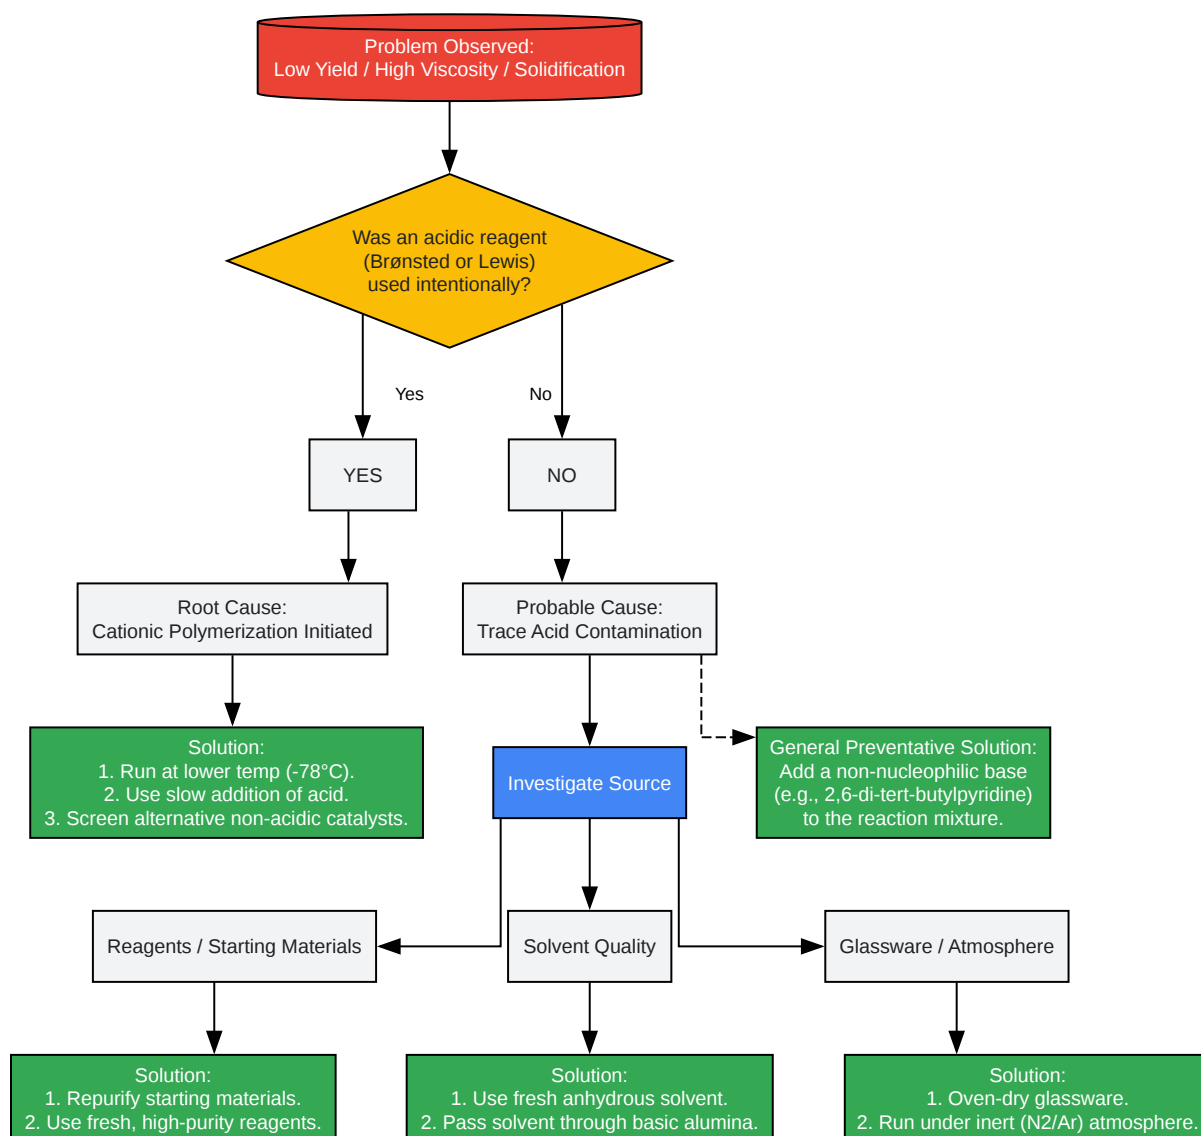 Problem Observed:
Low Yield / High Viscosity / Solidification
Was an acidic reagent
(Brønsted or Lewis)
used intentionally?
Yes
No
YES
NO
Root Cause:
Cationic Polymerization Initiated
Probable Cause:
Trace Acid Contamination
Solution:
1. Run at lower temp (-78°C).
2. Use slow addition of acid.
3. Screen alternative non-acidic catalysts.
Investigate Source
General Preventative Solution:
Add a non-nucleophilic base
(e.g., 2,6-di-tert-butylpyridine)
to the reaction mixture.
Reagents / Starting Materials
Solvent Quality
Glassware / Atmosphere
Solution:
1. Repurify starting materials.
2. Use fresh, high-purity reagents.
Solution:
1. Use fresh anhydrous solvent.
2. Pass solvent through basic alumina.
Solution:
1. Oven-dry glassware.
2. Run under inert (N2/Ar) atmosphere.